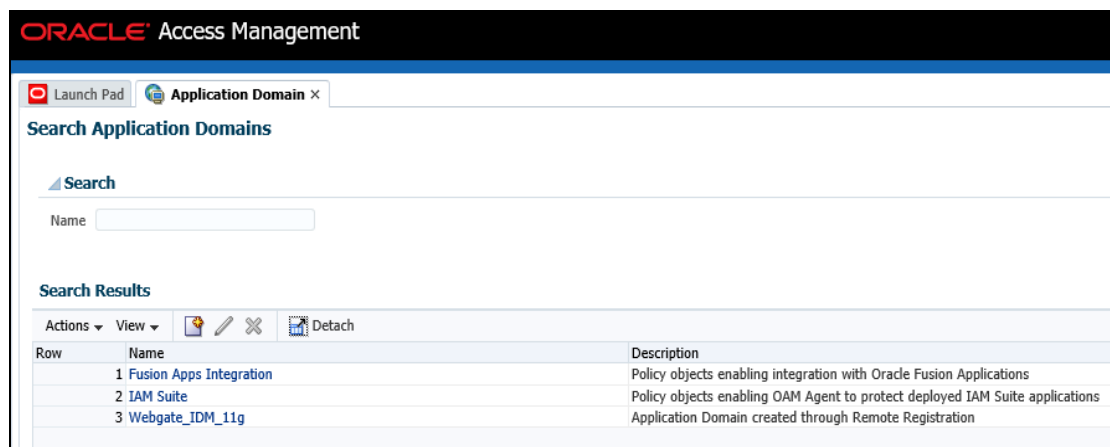 ORACLE Access Management
Launch Pad Application Domain ×
Search Application Domains
Search
Name
Search Results
Actions View Detach
Row Name Description
1 Fusion Apps Integration Policy objects enabling integration with Oracle Fusion Applications
2 IAM Suite Policy objects enabling OAM Agent to protect deployed IAM Suite applications
3 Webgate_IDM_11g Application Domain created through Remote Registration